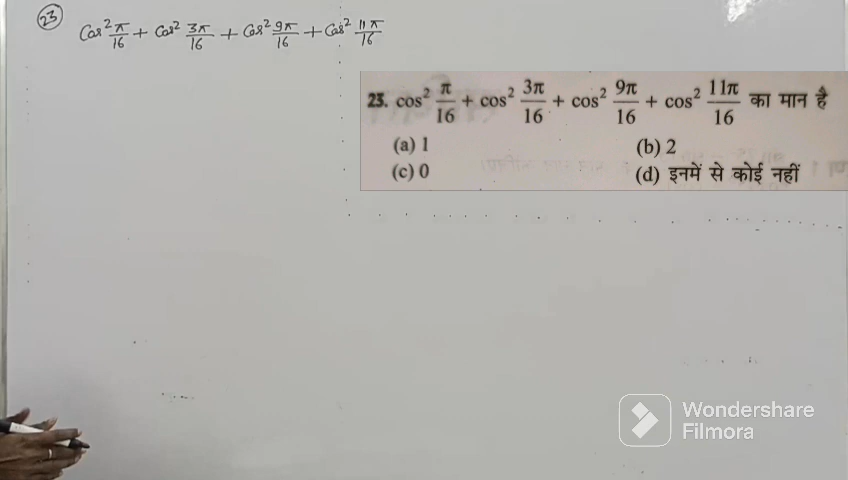 23 Cos² π/16 + Cos² 3π/16 + Cos² 9π/16 + Cos² 11π/16
23. cos² π/16 + cos² 3π/16 + cos² 9π/16 + cos² 11π/16 का मान है
(a) 1 (b) 2
(c) 0 (d) इनमें से कोई नहीं
Wondershare
Filmora